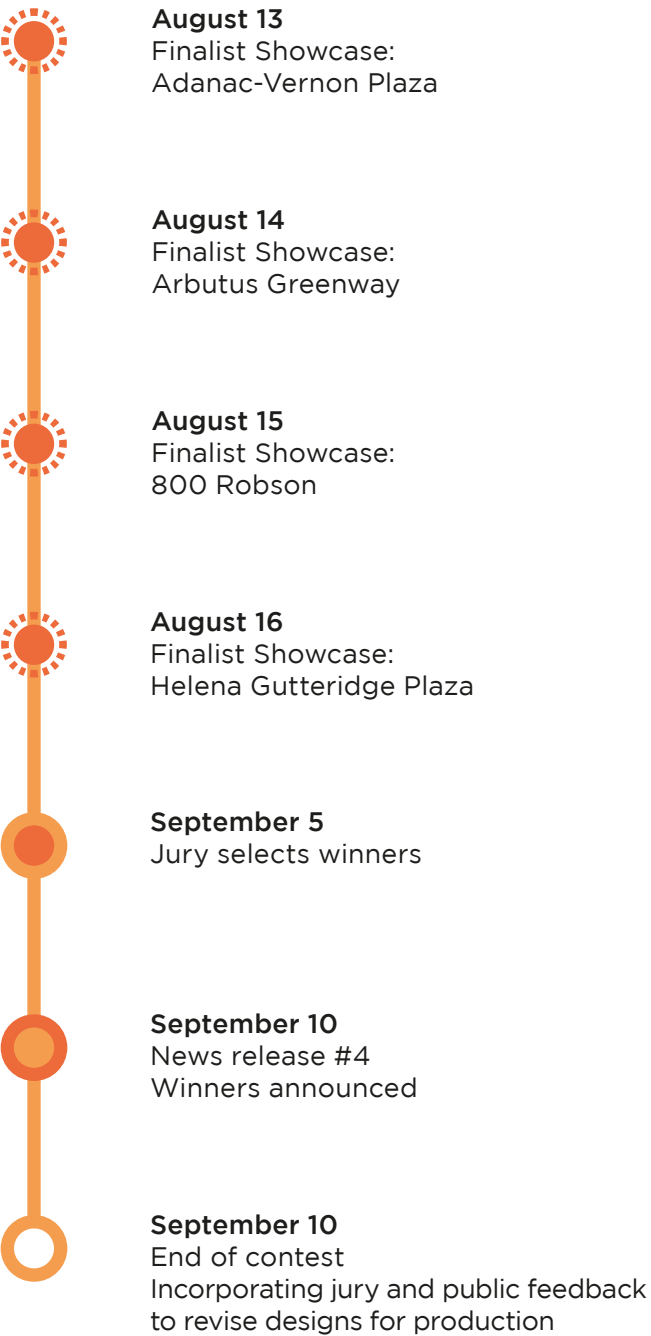 August 13
Finalist Showcase:
Adanac-Vernon Plaza
August 14
Finalist Showcase:
Arbutus Greenway
August 15
Finalist Showcase:
800 Robson
August 16
Finalist Showcase:
Helena Gutteridge Plaza
September 5
Jury selects winners
September 10
News release #4
Winners announced
September 10
End of contest
Incorporating jury and public feedback
to revise designs for production